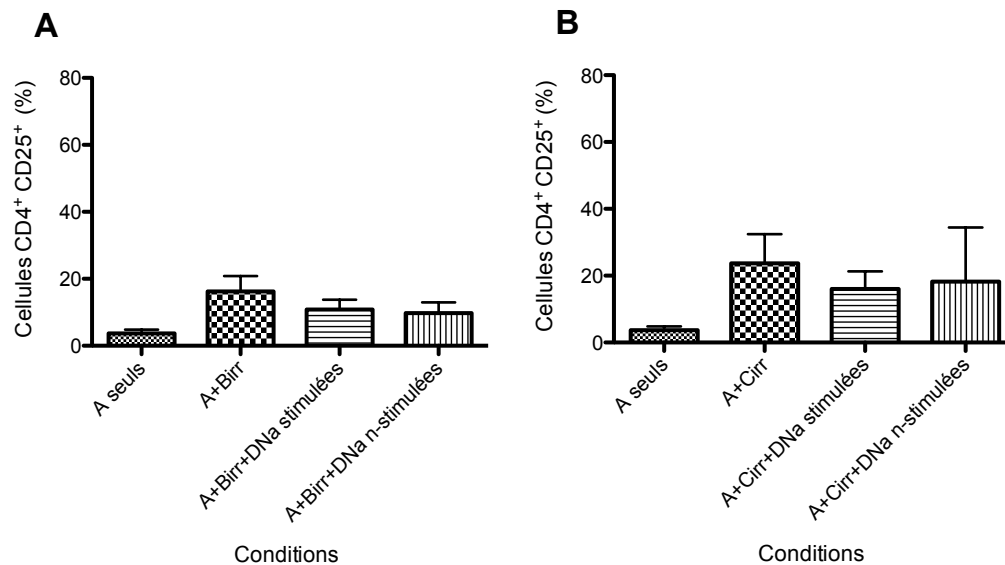 A
Cellules CD4⁺ CD25⁺ (%)
80
60
40
20
0
A seuls
A+Birr
A+Birr+DNa stimulées
A+Birr+DNa n-stimulées
Conditions
B
Cellules CD4⁺ CD25⁺ (%)
80
60
40
20
0
A seuls
A+Cirr
A+Cirr+DNa stimulées
A+Cirr+DNa n-stimulées
Conditions